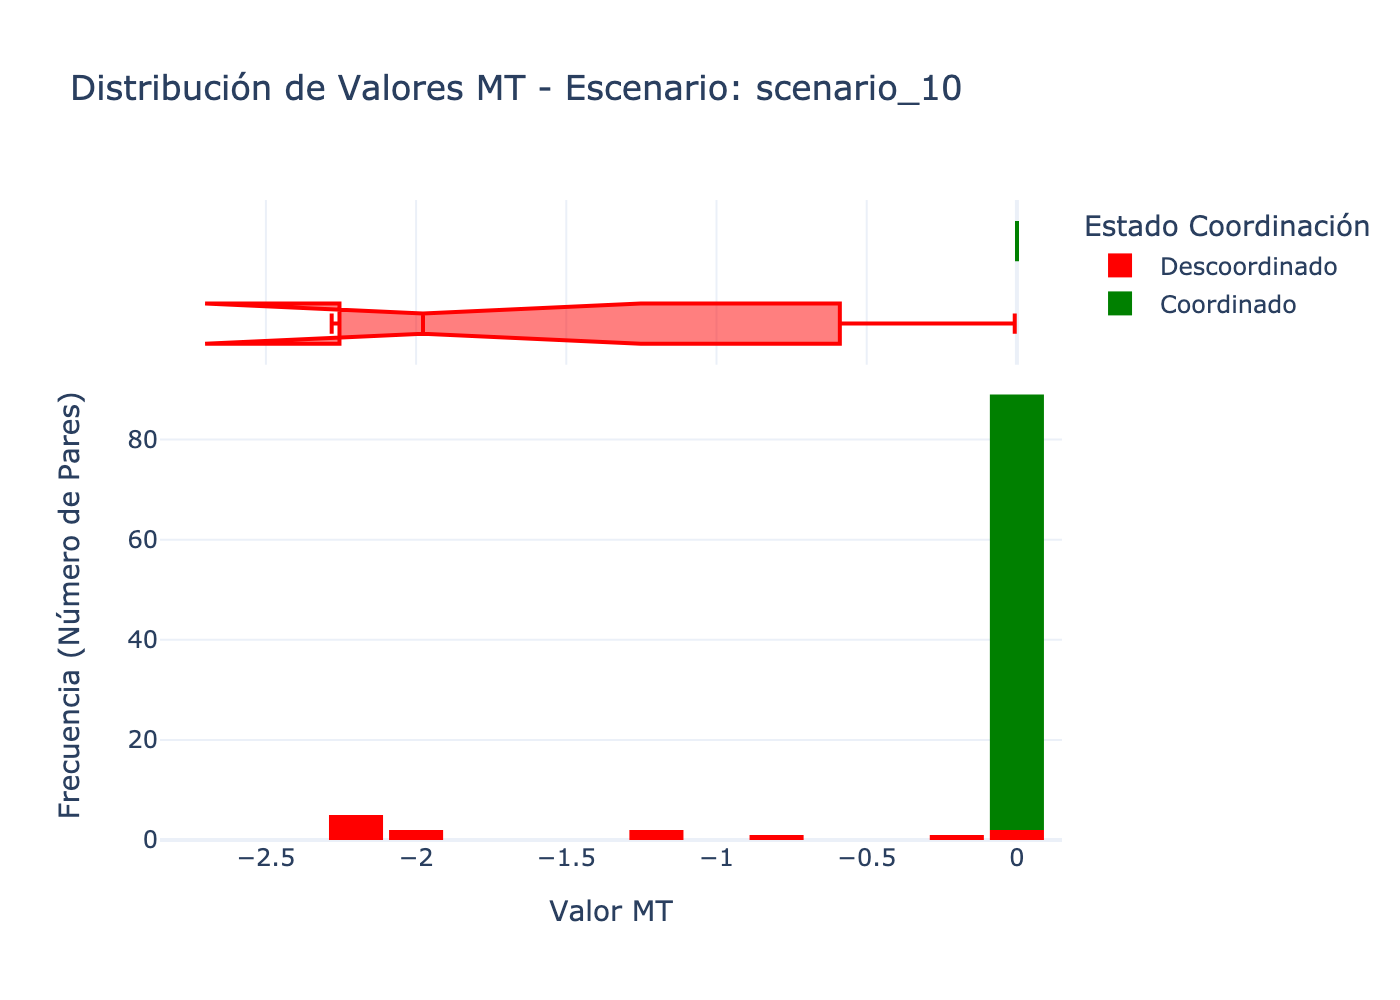 Distribución de Valores MT - Escenario: scenario_10
Estado Coordinación
Descoordinado
Coordinado
Frecuencia (Número de Pares)
80
60
40
20
0
−2.5
−2
−1.5
−1
−0.5
0
Valor MT